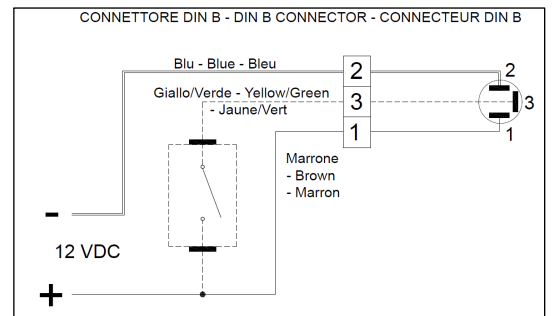 CONNETTORE DIN B - DIN B CONNECTOR - CONNECTEUR DIN B
Blu - Blue - Bleu
2
2
Giallo/Verde - Yellow/Green
- Jaune/Vert
3
3
1
1
Marrone
- Brown
- Marron
-
12 VDC
+